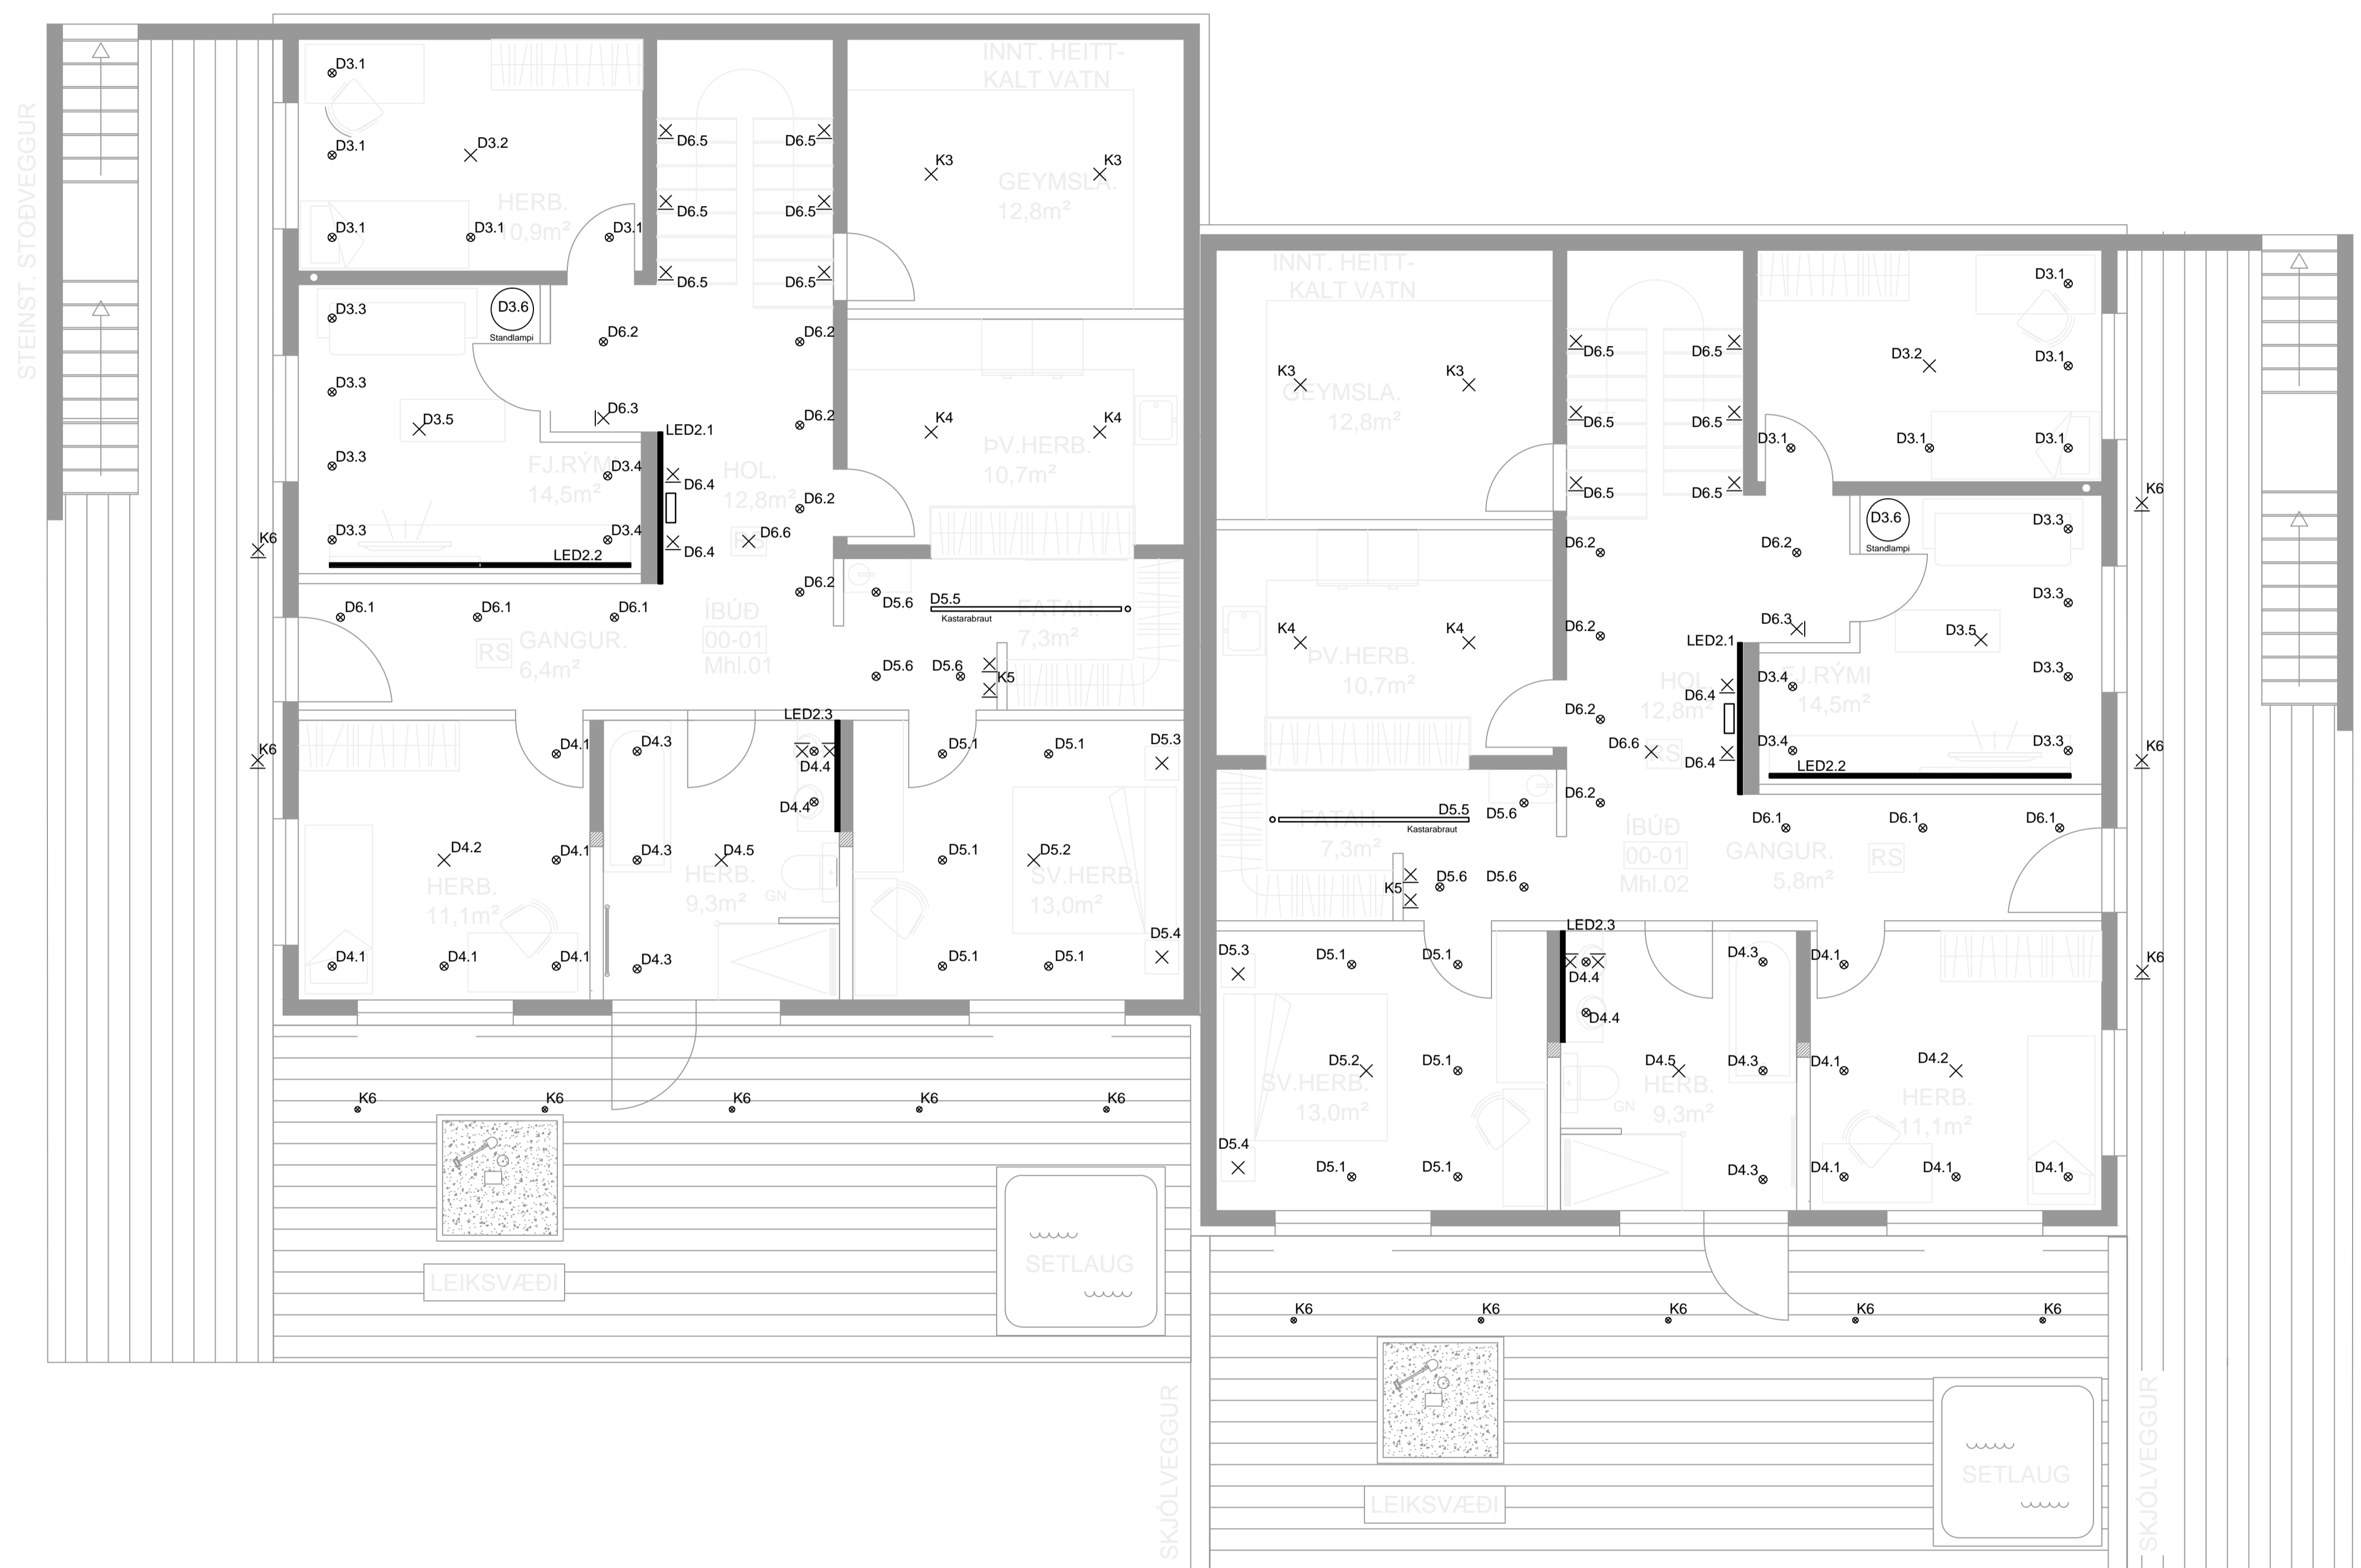 STEINST. STOÐVEGGUR
D3.1
D3.1
D3.2
D3.1
D3.1
D3.1
HERB.
10,9m²
D6.5
D6.5
D6.5
D6.5
D6.5
D6.5
INNT. HEITT-
KALT VATN
K3
K3
GEYMSLA.
12,8m²
D3.3
D3.6
Standlampi
D3.3
D3.5
D3.3
D3.4
FJ.RÝMI
14,5m²
D3.3
D3.4
LED2.2
D6.2
D6.2
D6.3
D6.2
LED2.1
D6.4
HOL.
12,8m²
D6.2
D6.4
D6.6
D6.2
K4
K4
ÞV.HERB.
10,7m²
K6
K6
D6.1
D6.1
D6.1
RS
GANGUR.
6,4m²
ÍBÚÐ
00-01
Mhl.01
D5.6
D5.5
Kastarabraut
FATAH.
7,3m²
D5.6
D5.6
K5
LED2.3
D4.1
D4.3
D4.4
D4.4
D5.1
D5.1
D5.3
D4.2
D4.1
D4.3
D4.5
D5.1
D5.2
HERB.
11,1m²
HERB.
9,3m²
GN
SV.HERB.
13,0m²
D4.1
D4.1
D4.1
D4.3
D5.1
D5.1
D5.4
K6
K6
K6
K6
K6
LEIKSVÆÐI
SETLAUG
SKJÓLVEGGUR
INNT. HEITT-
KALT VATN
K3
K3
GEYMSLA.
12,8m²
D6.5
D6.5
D6.5
D6.5
D6.5
D6.5
D3.1
D3.2
D3.1
D3.1
D3.1
D3.1
K6
D3.6
Standlampi
D3.3
D6.2
D6.2
D3.3
K4
K4
ÞV.HERB.
10,7m²
D6.2
D6.3
D3.5
LED2.1
D3.4
FJ.RÝMI
14,5m²
D3.3
HOL.
12,8m²
D6.4
D6.2
D6.6
RS
D6.4
D3.4
D3.3
LED2.2
K6
D5.5
Kastarabraut
D5.6
D6.2
FATAH.
7,3m²
D6.1
D6.1
D6.1
ÍBÚÐ
00-01
Mhl.02
GANGUR.
5,8m²
RS
K5
D5.6
D5.6
LED2.3
D5.3
D5.1
D5.1
D4.4
D4.4
D4.3
D4.1
K6
D5.2
D5.1
D4.5
D4.3
D4.1
D4.2
SV.HERB.
13,0m²
GN
HERB.
9,3m²
HERB.
11,1m²
D5.4
D5.1
D5.1
D4.3
D4.1
D4.1
D4.1
K6
K6
K6
K6
K6
LEIKSVÆÐI
SETLAUG
SKJÓLVEGGUR